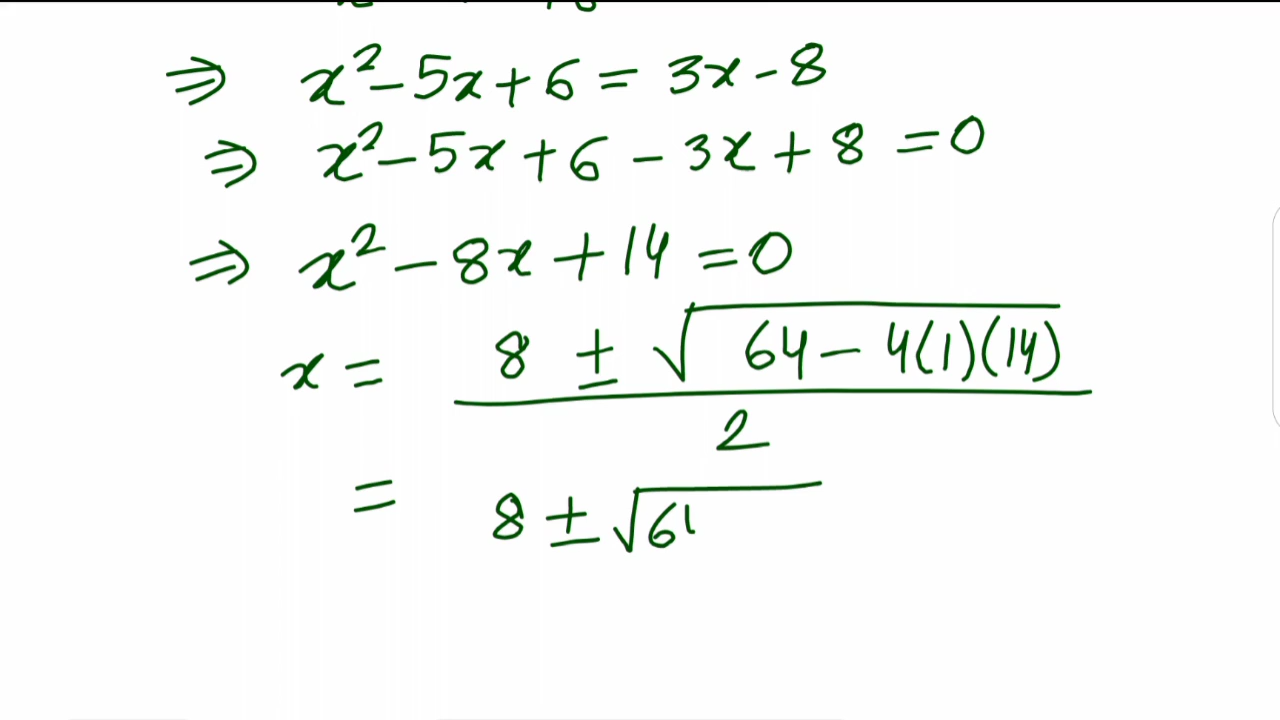 ⇒ x² - 5x + 6 = 3x - 8
⇒ x² - 5x + 6 - 3x + 8 = 0
⇒ x² - 8x + 14 = 0
x = 8 ± √64 - 4(1)(14)
2
= 8 ± √6